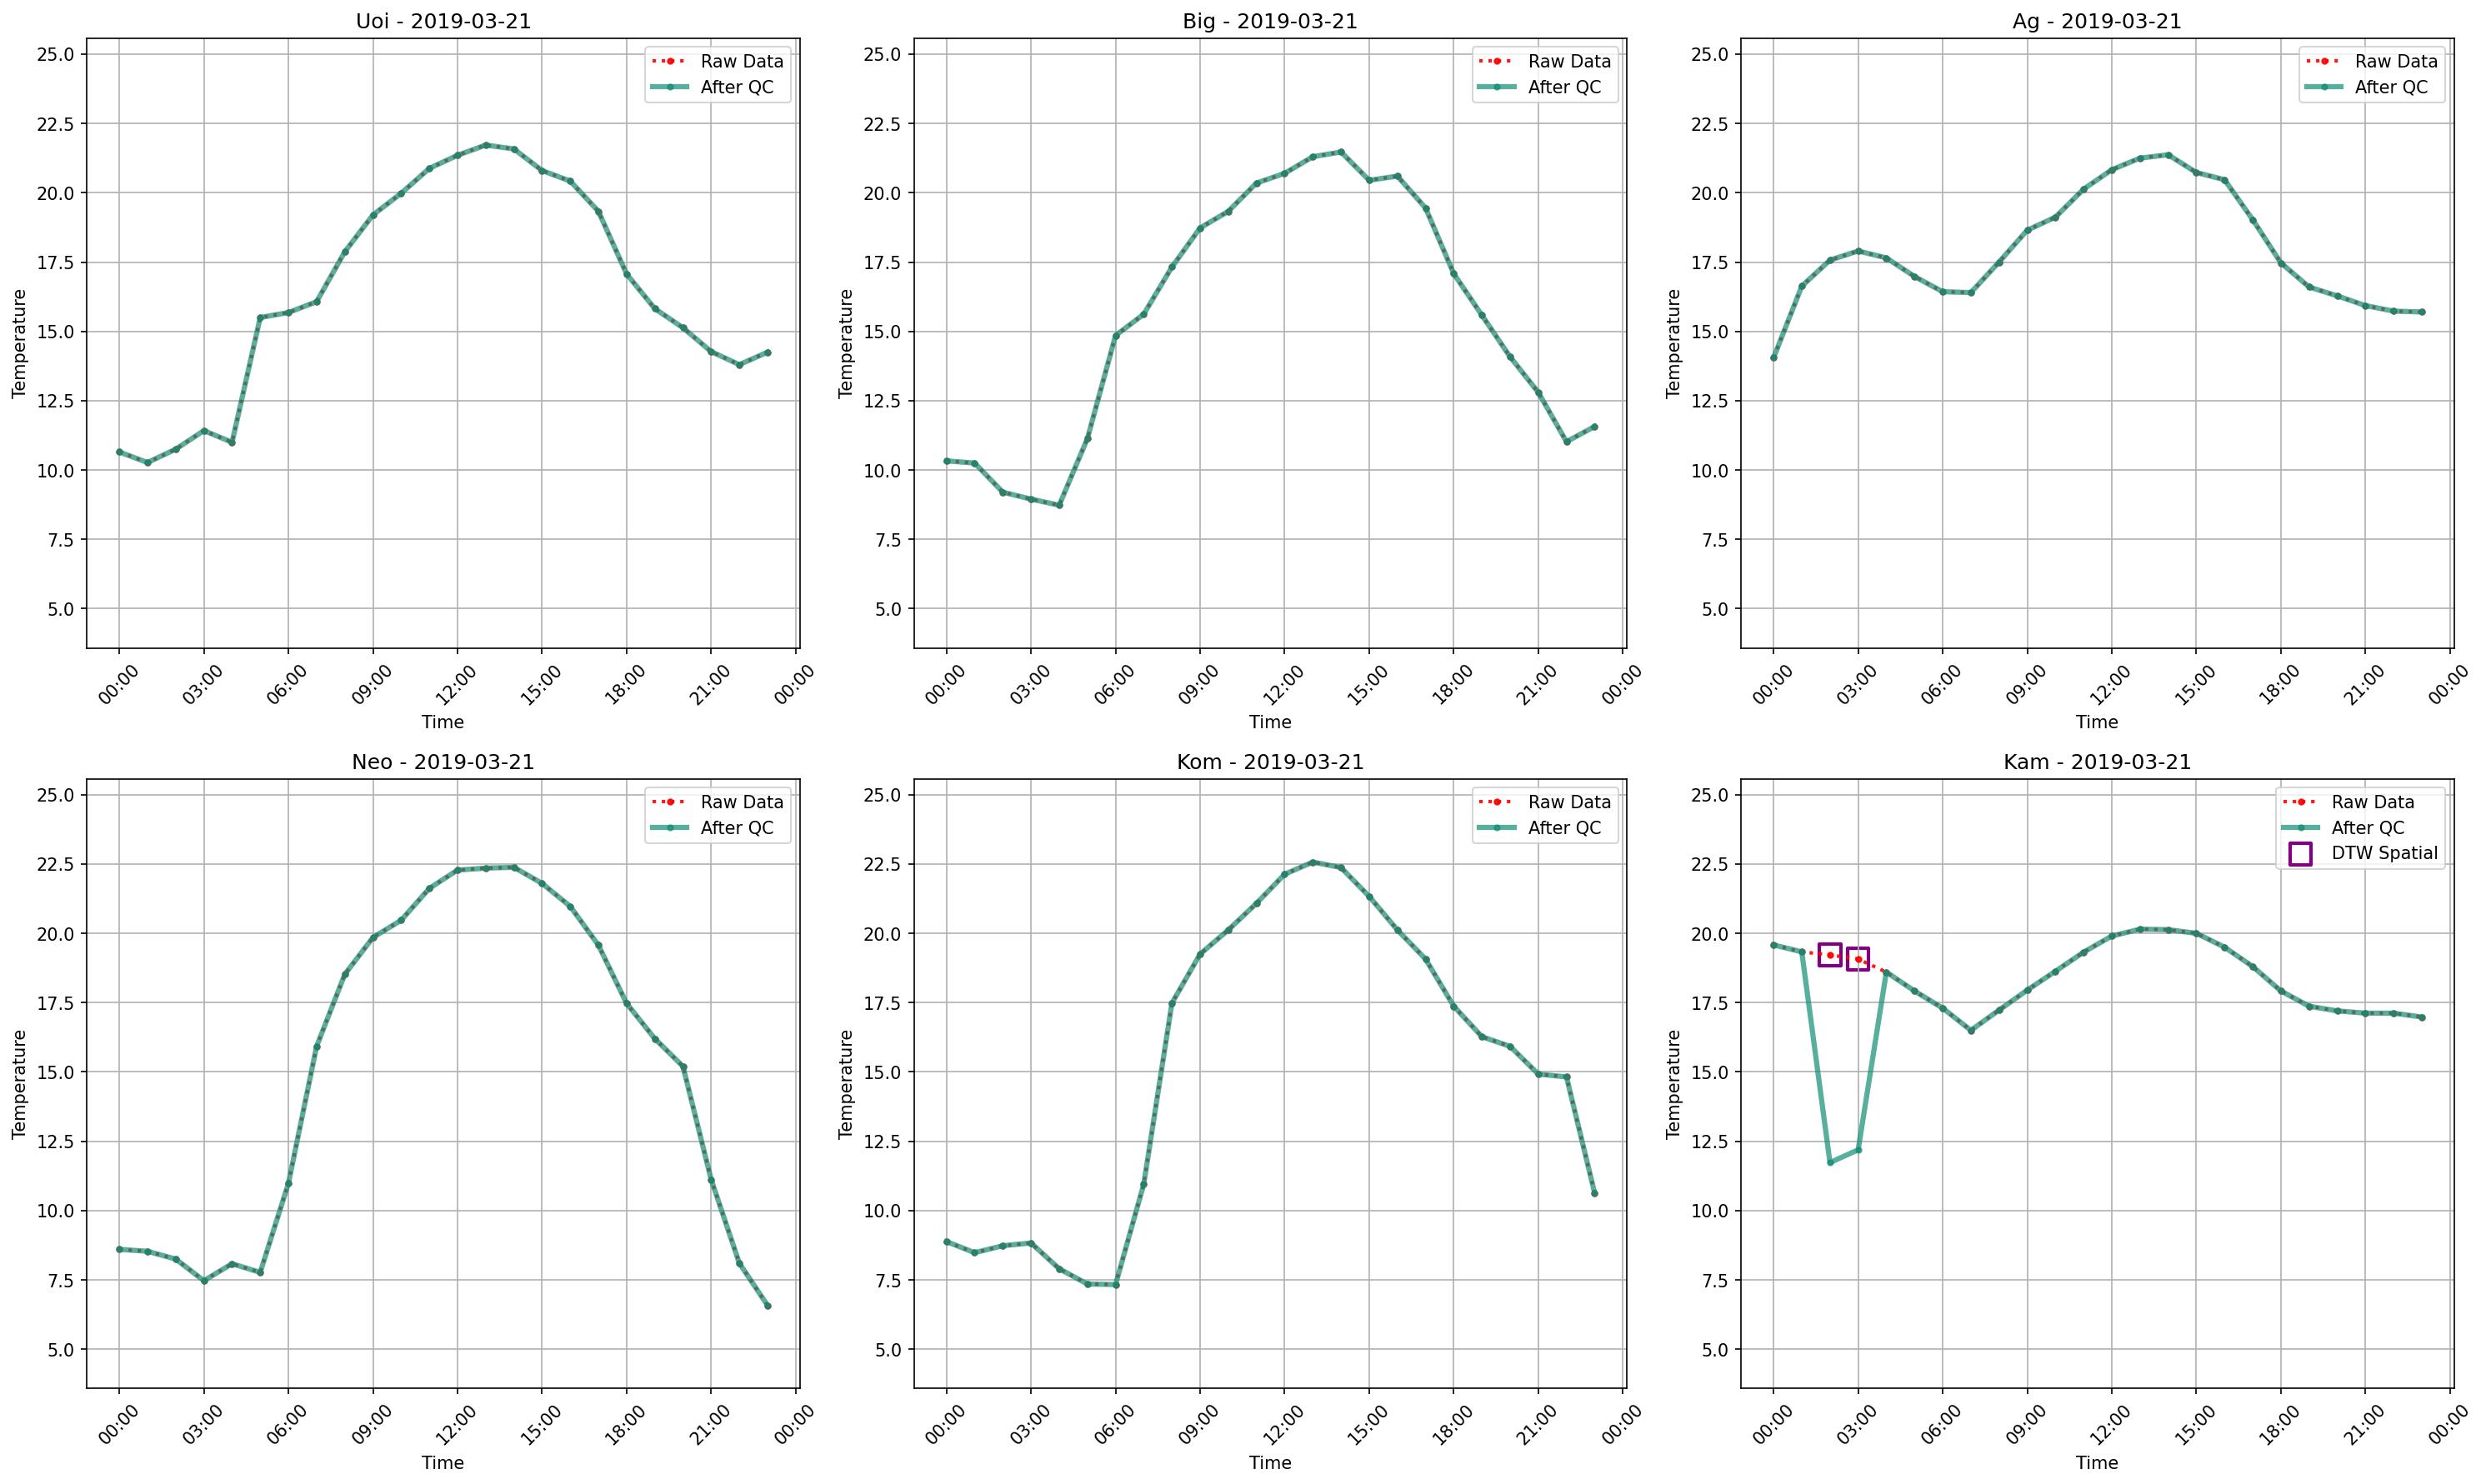 Uoi - 2019-03-21
Raw Data
After QC
Temperature
25.0
22.5
20.0
17.5
15.0
12.5
10.0
7.5
5.0
00:00 03:00 06:00 09:00 12:00 15:00 18:00 21:00 00:00
Time
Big - 2019-03-21
Raw Data
After QC
Temperature
25.0
22.5
20.0
17.5
15.0
12.5
10.0
7.5
5.0
00:00 03:00 06:00 09:00 12:00 15:00 18:00 21:00 00:00
Time
Ag - 2019-03-21
Raw Data
After QC
Temperature
25.0
22.5
20.0
17.5
15.0
12.5
10.0
7.5
5.0
00:00 03:00 06:00 09:00 12:00 15:00 18:00 21:00 00:00
Time
Neo - 2019-03-21
Raw Data
After QC
Temperature
25.0
22.5
20.0
17.5
15.0
12.5
10.0
7.5
5.0
00:00 03:00 06:00 09:00 12:00 15:00 18:00 21:00 00:00
Time
Kom - 2019-03-21
Raw Data
After QC
Temperature
25.0
22.5
20.0
17.5
15.0
12.5
10.0
7.5
5.0
00:00 03:00 06:00 09:00 12:00 15:00 18:00 21:00 00:00
Time
Kam - 2019-03-21
Raw Data
After QC
DTW Spatial
Temperature
25.0
22.5
20.0
17.5
15.0
12.5
10.0
7.5
5.0
00:00 03:00 06:00 09:00 12:00 15:00 18:00 21:00 00:00
Time